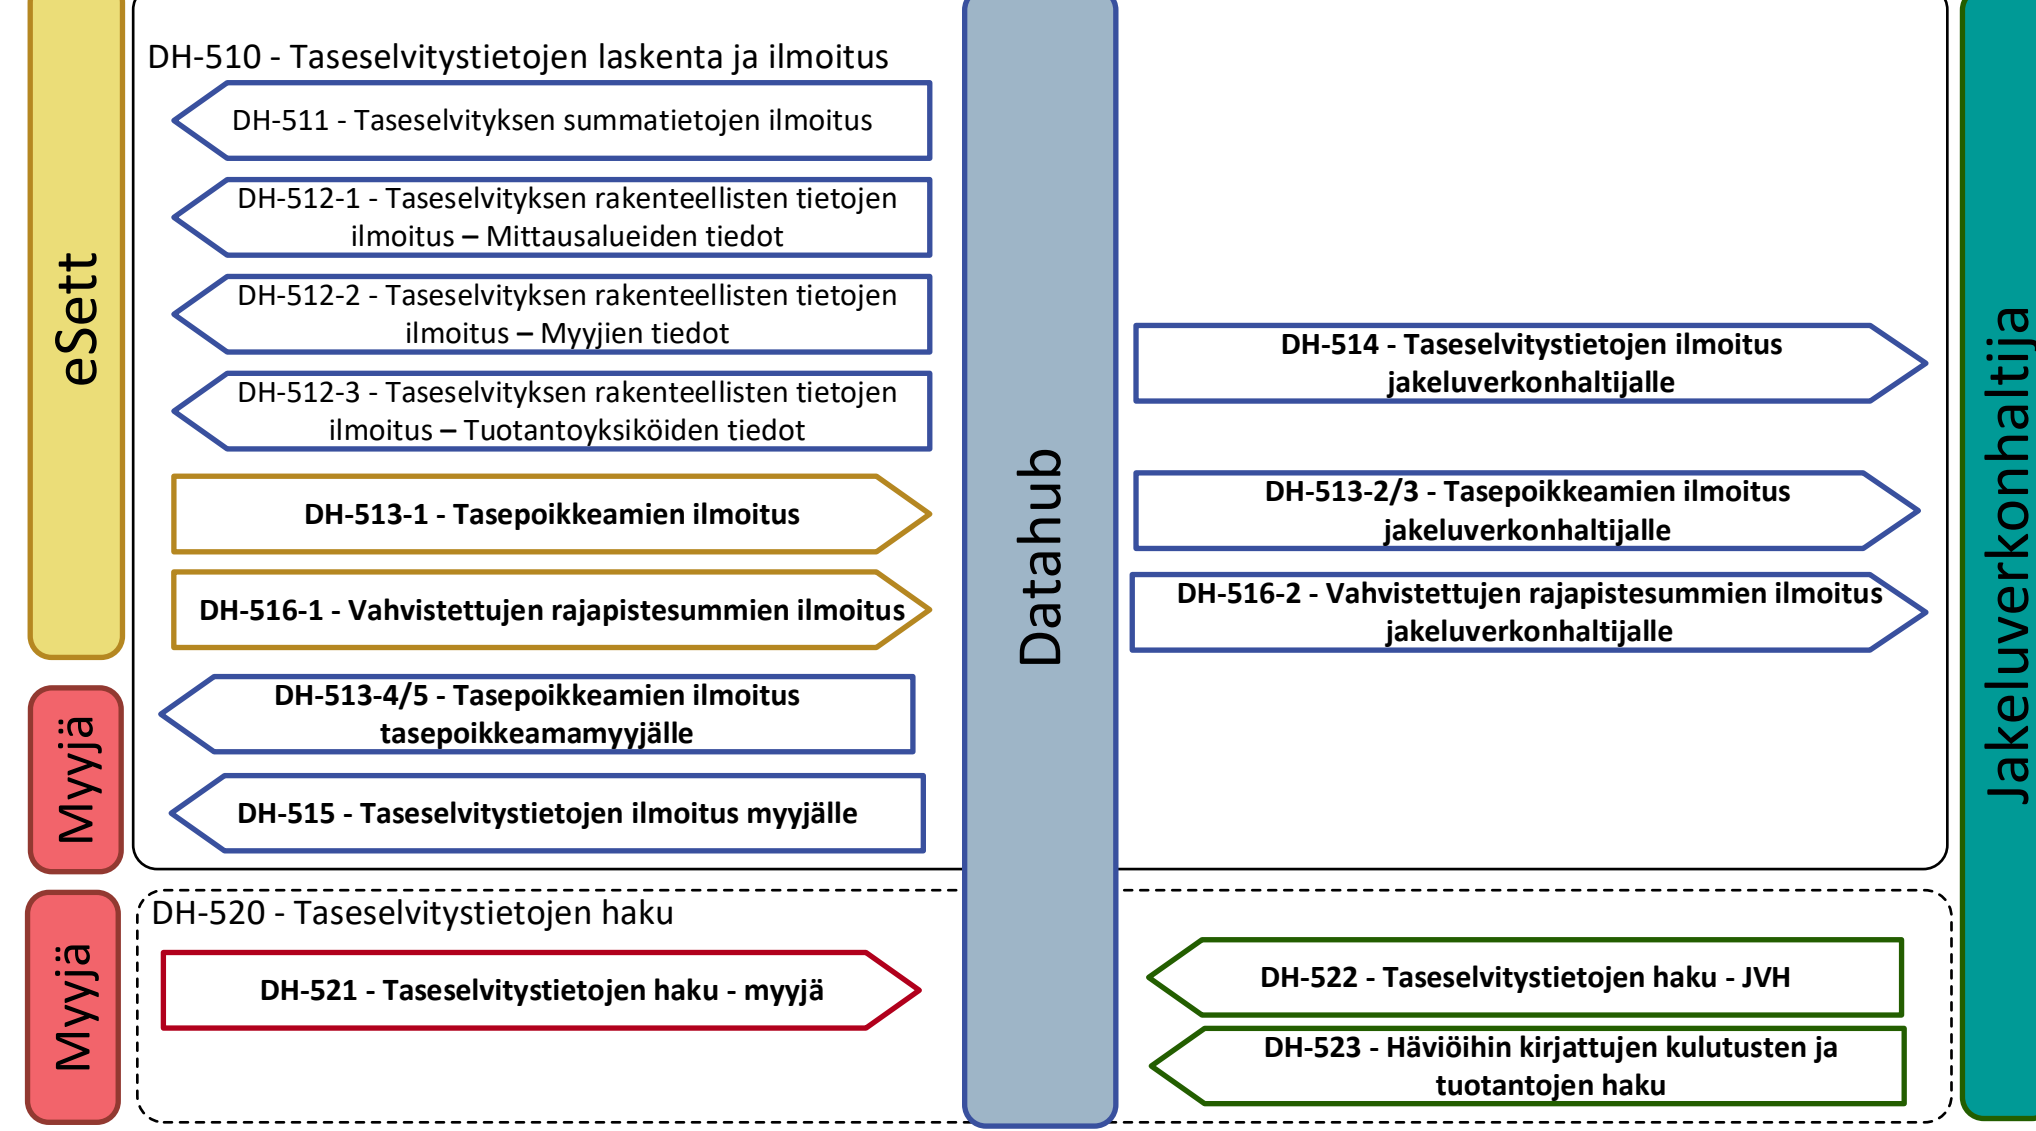 eSett
DH-510 - Taseselvitystietojen laskenta ja ilmoitus
DH-511 - Taseselvityksen summatietojen ilmoitus
DH-512-1 - Taseselvityksen rakenteellisten tietojen
ilmoitus – Mittausalueiden tiedot
DH-512-2 - Taseselvityksen rakenteellisten tietojen
ilmoitus – Myyjien tiedot
DH-512-3 - Taseselvityksen rakenteellisten tietojen
ilmoitus – Tuotantoyksiköiden tiedot
DH-513-1 - Tasepoikkeamien ilmoitus
DH-516-1 - Vahvistettujen rajapistesummien ilmoitus
Myyjä
DH-513-4/5 - Tasepoikkeamien ilmoitus
tasepoikkeamamyyjälle
DH-515 - Taseselvitystietojen ilmoitus myyjälle
Datahub
DH-514 - Taseselvitystietojen ilmoitus
jakeluverkonhaltijalle
DH-513-2/3 - Tasepoikkeamien ilmoitus
jakeluverkonhaltijalle
DH-516-2 - Vahvistettujen rajapistesummien ilmoitus
jakeluverkonhaltijalle
Jakeluverkonhaltija
Myyjä
DH-520 - Taseselvitystietojen haku
DH-521 - Taseselvitystietojen haku - myyjä
DH-522 - Taseselvitystietojen haku - JVH
DH-523 - Häviöihin kirjattujen kulutusten ja
tuotantojen haku